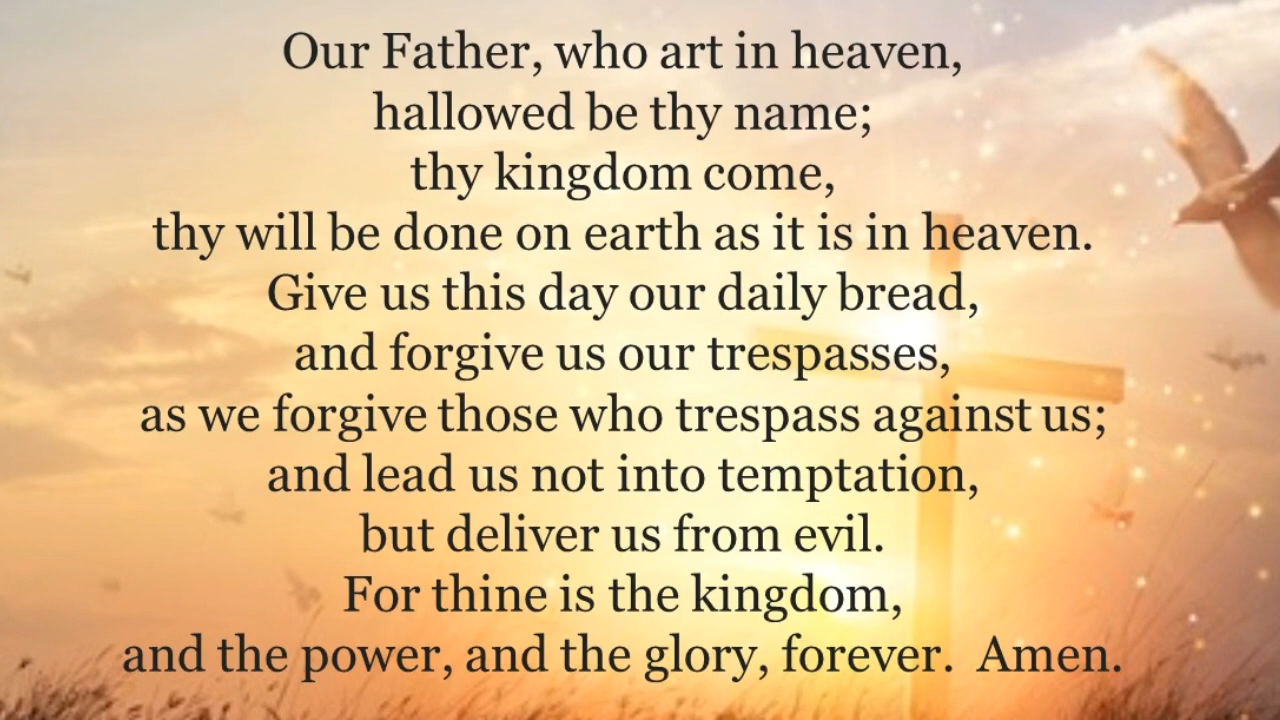 Our Father, who art in heaven,
hallowed be thy name;
thy kingdom come,
thy will be done on earth as it is in heaven.
Give us this day our daily bread,
and forgive us our trespasses,
as we forgive those who trespass against us;
and lead us not into temptation,
but deliver us from evil.
For thine is the kingdom,
and the power, and the glory, forever.  Amen.